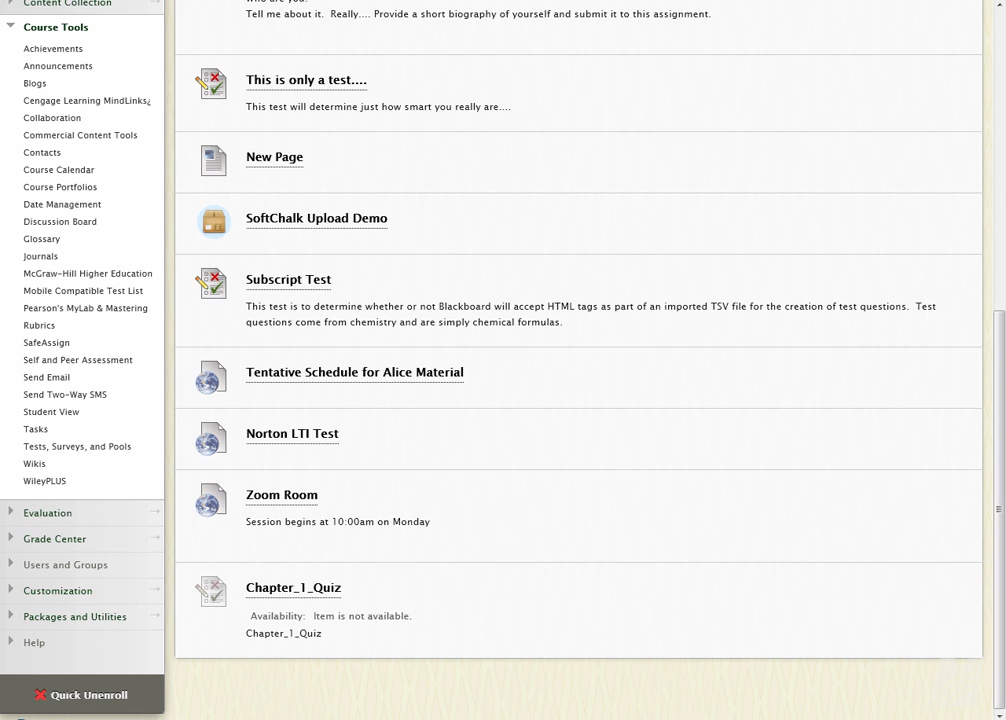 Content Collection
Course Tools
Achievements
Announcements
Blogs
Cengage Learning MindLinks¿
Collaboration
Commercial Content Tools
Contacts
Course Calendar
Course Portfolios
Date Management
Discussion Board
Glossary
Journals
McGraw-Hill Higher Education
Mobile Compatible Test List
Pearson's MyLab & Mastering
Rubrics
SafeAssign
Self and Peer Assessment
Send Email
Send Two-Way SMS
Student View
Tasks
Tests, Surveys, and Pools
Wikis
WileyPLUS
Evaluation
Grade Center
Users and Groups
Customization
Packages and Utilities
Help
Quick Unenroll
who are you?
Tell me about it.  Really.... Provide a short biography of yourself and submit it to this assignment.
This is only a test....
This test will determine just how smart you really are....
New Page
SoftChalk Upload Demo
Subscript Test
This test is to determine whether or not Blackboard will accept HTML tags as part of an imported TSV file for the creation of test questions.  Test
questions come from chemistry and are simply chemical formulas.
Tentative Schedule for Alice Material
Norton LTI Test
Zoom Room
Session begins at 10:00am on Monday
Chapter_1_Quiz
Availability:  Item is not available.
Chapter_1_Quiz